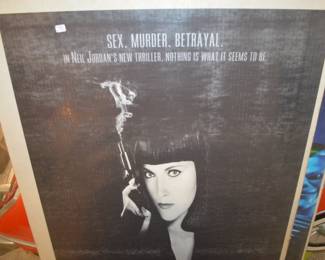 SEX. MURDER. BETRAYAL.
IN NEIL JORDAN'S NEW THRILLER, NOTHING IS WHAT IT SEEMS TO BE.